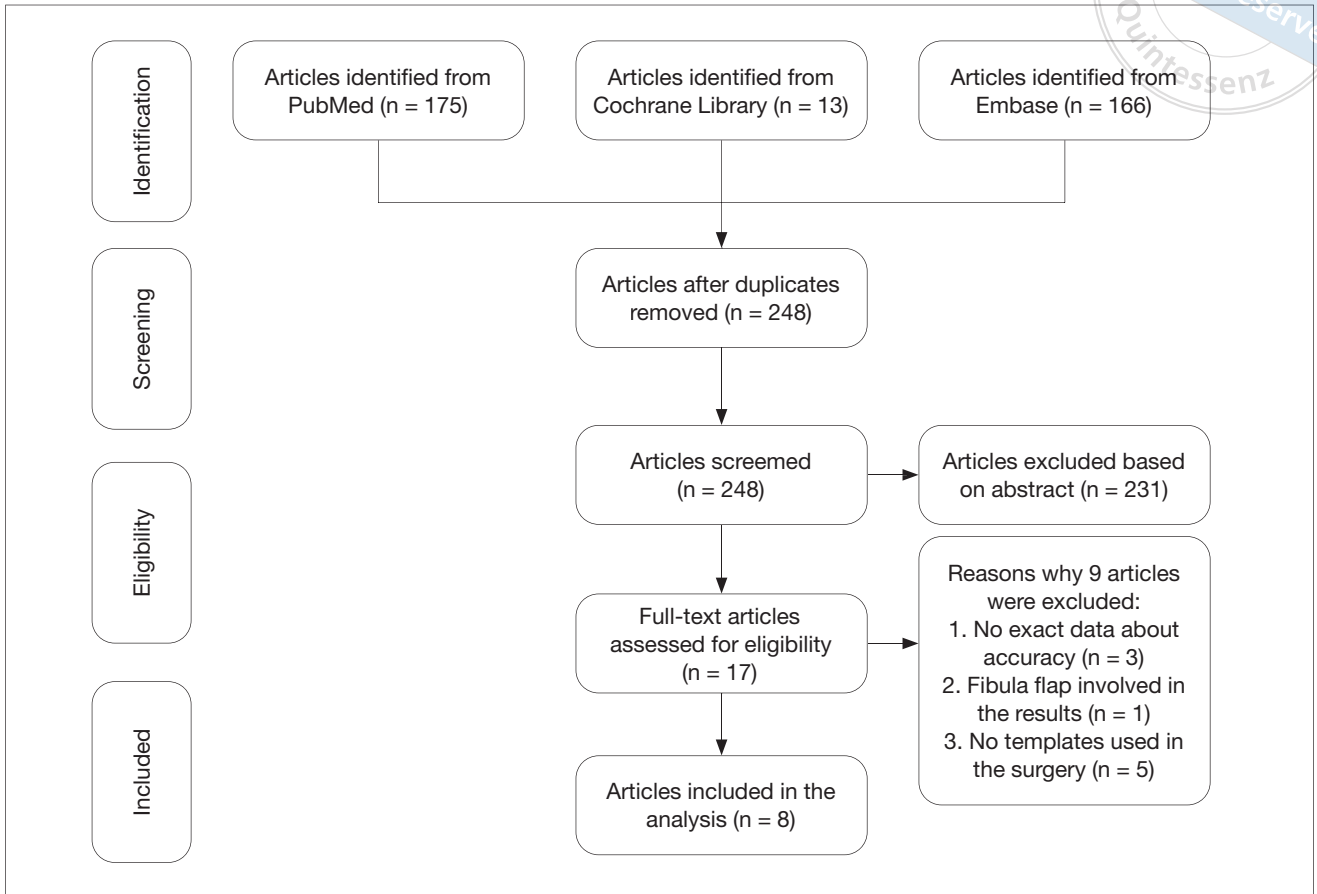 Identification
Articles identified from
PubMed (n = 175)
Articles identified from
Cochrane Library (n = 13)
Articles identified from
Embase (n = 166)
Quintessenz
Screening
Articles after duplicates
removed (n = 248)
Articles screemed
(n = 248)
Articles excluded based
on abstract (n = 231)
Eligibility
Full-text articles
assessed for eligibility
(n = 17)
Reasons why 9 articles
were excluded:
1. No exact data about
accuracy (n = 3)
2. Fibula flap involved in
the results (n = 1)
3. No templates used in
the surgery (n = 5)
Included
Articles included in the
analysis (n = 8)